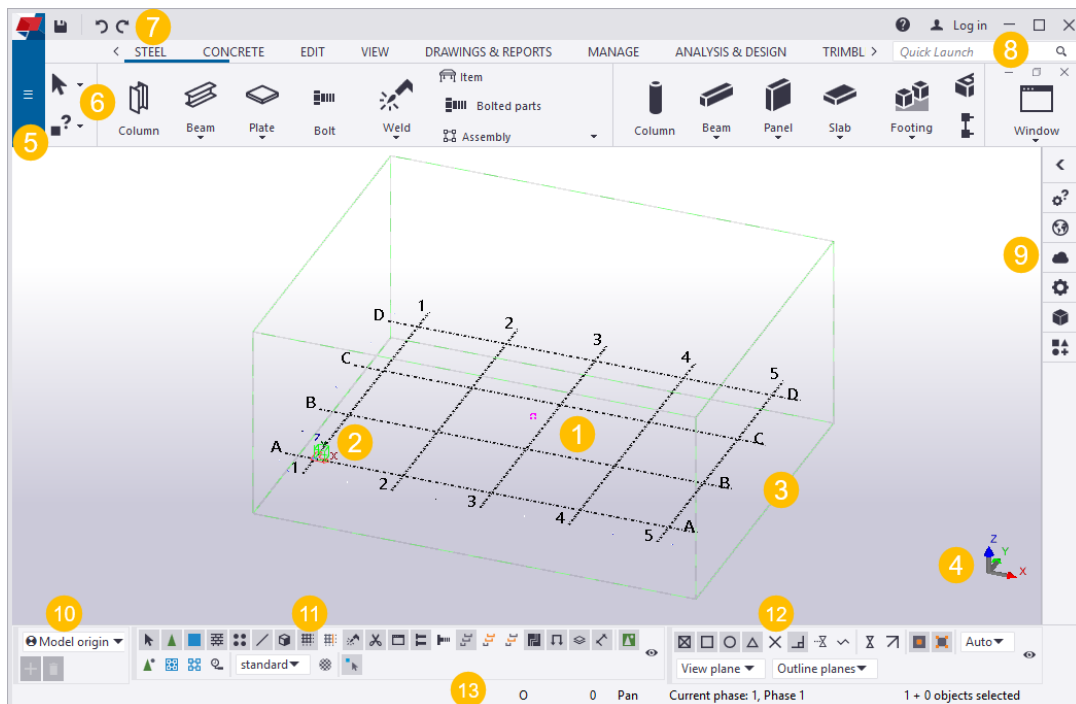 7
Log in
8
STEEL CONCRETE EDIT VIEW DRAWINGS & REPORTS MANAGE ANALYSIS & DESIGN TRIMBL Quick Launch
6
5
Column Beam Plate Bolt Weld
Item
Bolted parts
Assembly
Column Beam Panel Slab Footing Window
9
D 1 2 3 4 5 D
C C
B B
A A
Z X
1 2 3 4 5
1
2
3
4
Z Y X
10
11
12
Model origin
standard
Auto
View plane Outline planes
13
O 0 Pan Current phase: 1, Phase 1 1 + 0 objects selected